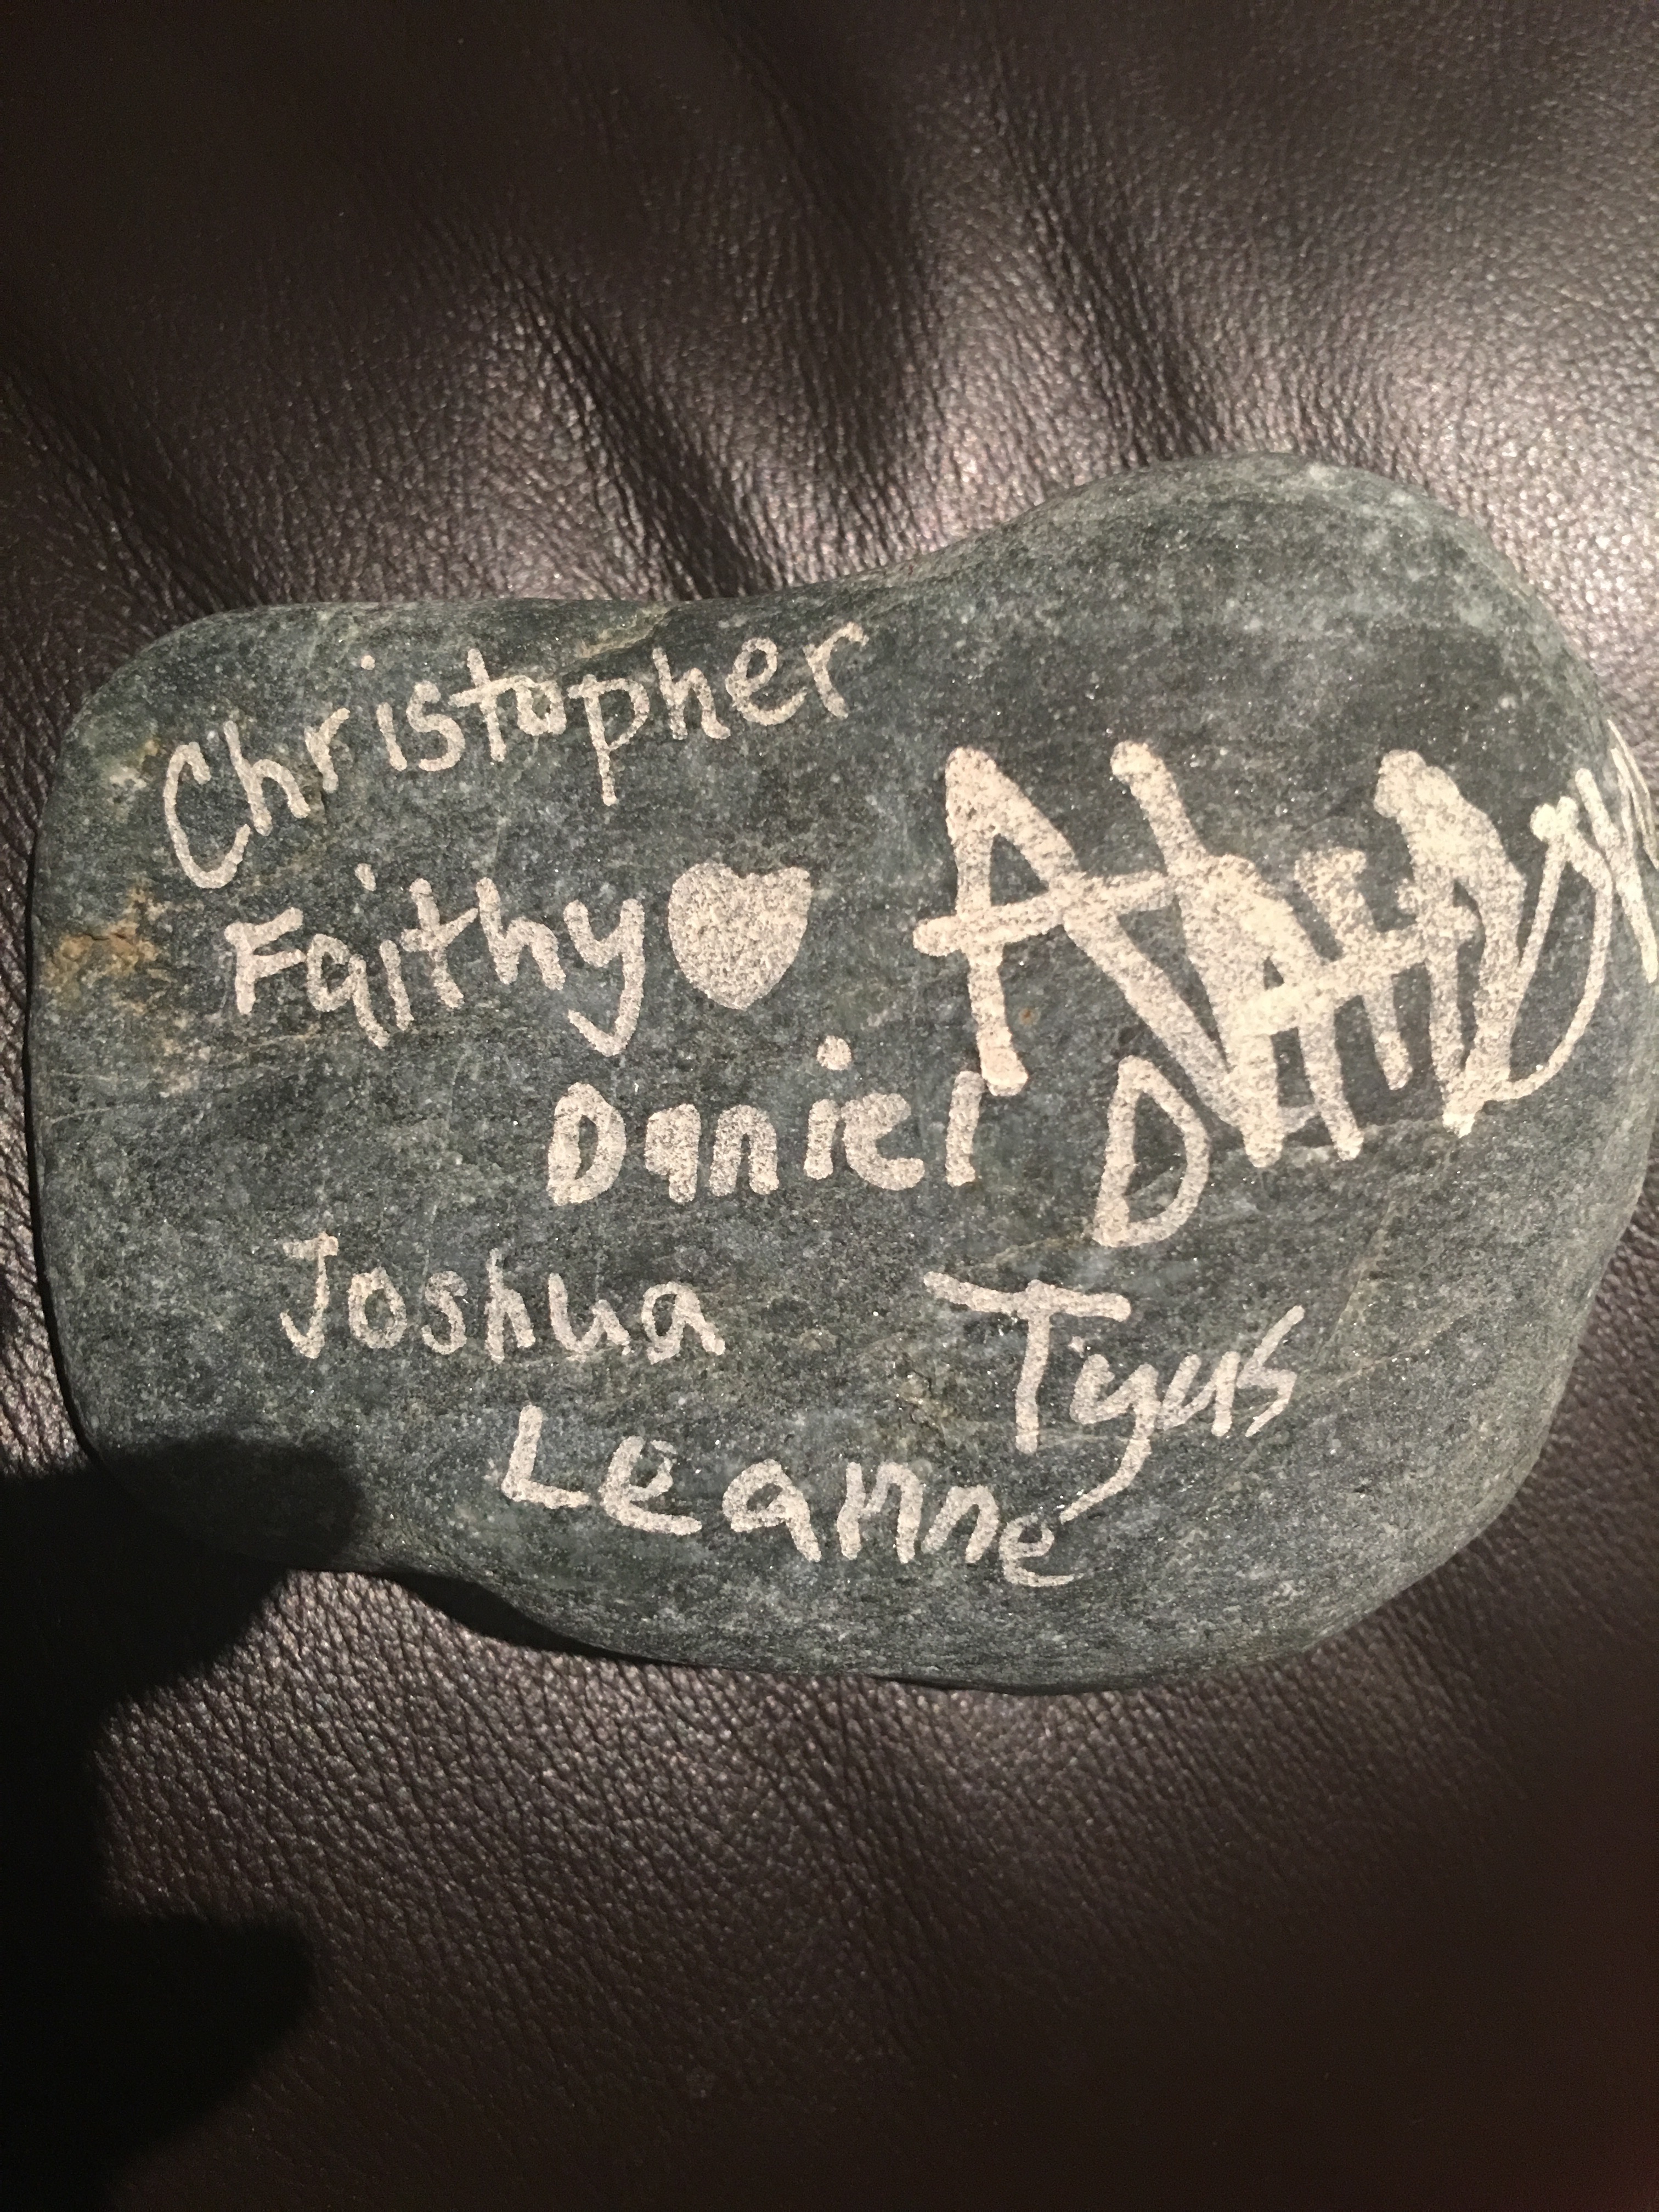 Christopher
Faithy
Daniel D
Joshua
Tyus
Leanne